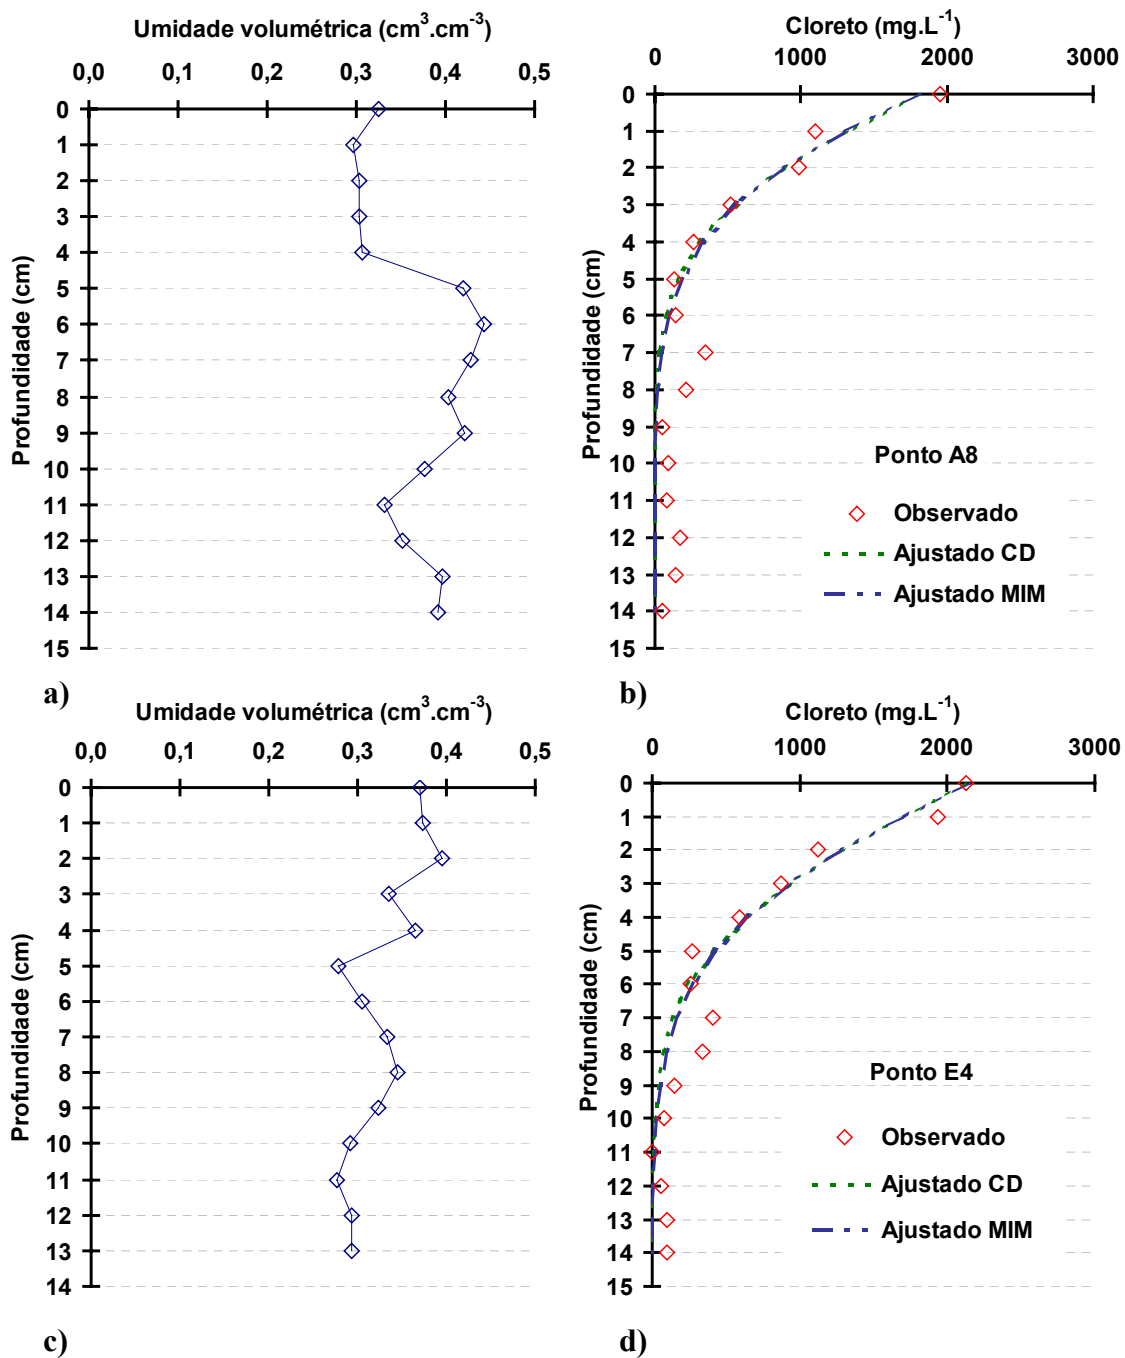 Umidade volumétrica (cm³.cm⁻³)
0,0 0,1 0,2 0,3 0,4 0,5
0
1
2
3
4
5
6
7
8
9
10
11
12
13
14
15
Profundidade (cm)
a)
Cloreto (mg.L⁻¹)
0 1000 2000 3000
0
1
2
3
4
5
6
7
8
9
10
11
12
13
14
15
Profundidade (cm)
Ponto A8
Observado
Ajustado CD
Ajustado MIM
b)
Umidade volumétrica (cm³.cm⁻³)
0,0 0,1 0,2 0,3 0,4 0,5
0
1
2
3
4
5
6
7
8
9
10
11
12
13
14
Profundidade (cm)
c)
Cloreto (mg.L⁻¹)
0 1000 2000 3000
0
1
2
3
4
5
6
7
8
9
10
11
12
13
14
15
Profundidade (cm)
Ponto E4
Observado
Ajustado CD
Ajustado MIM
d)